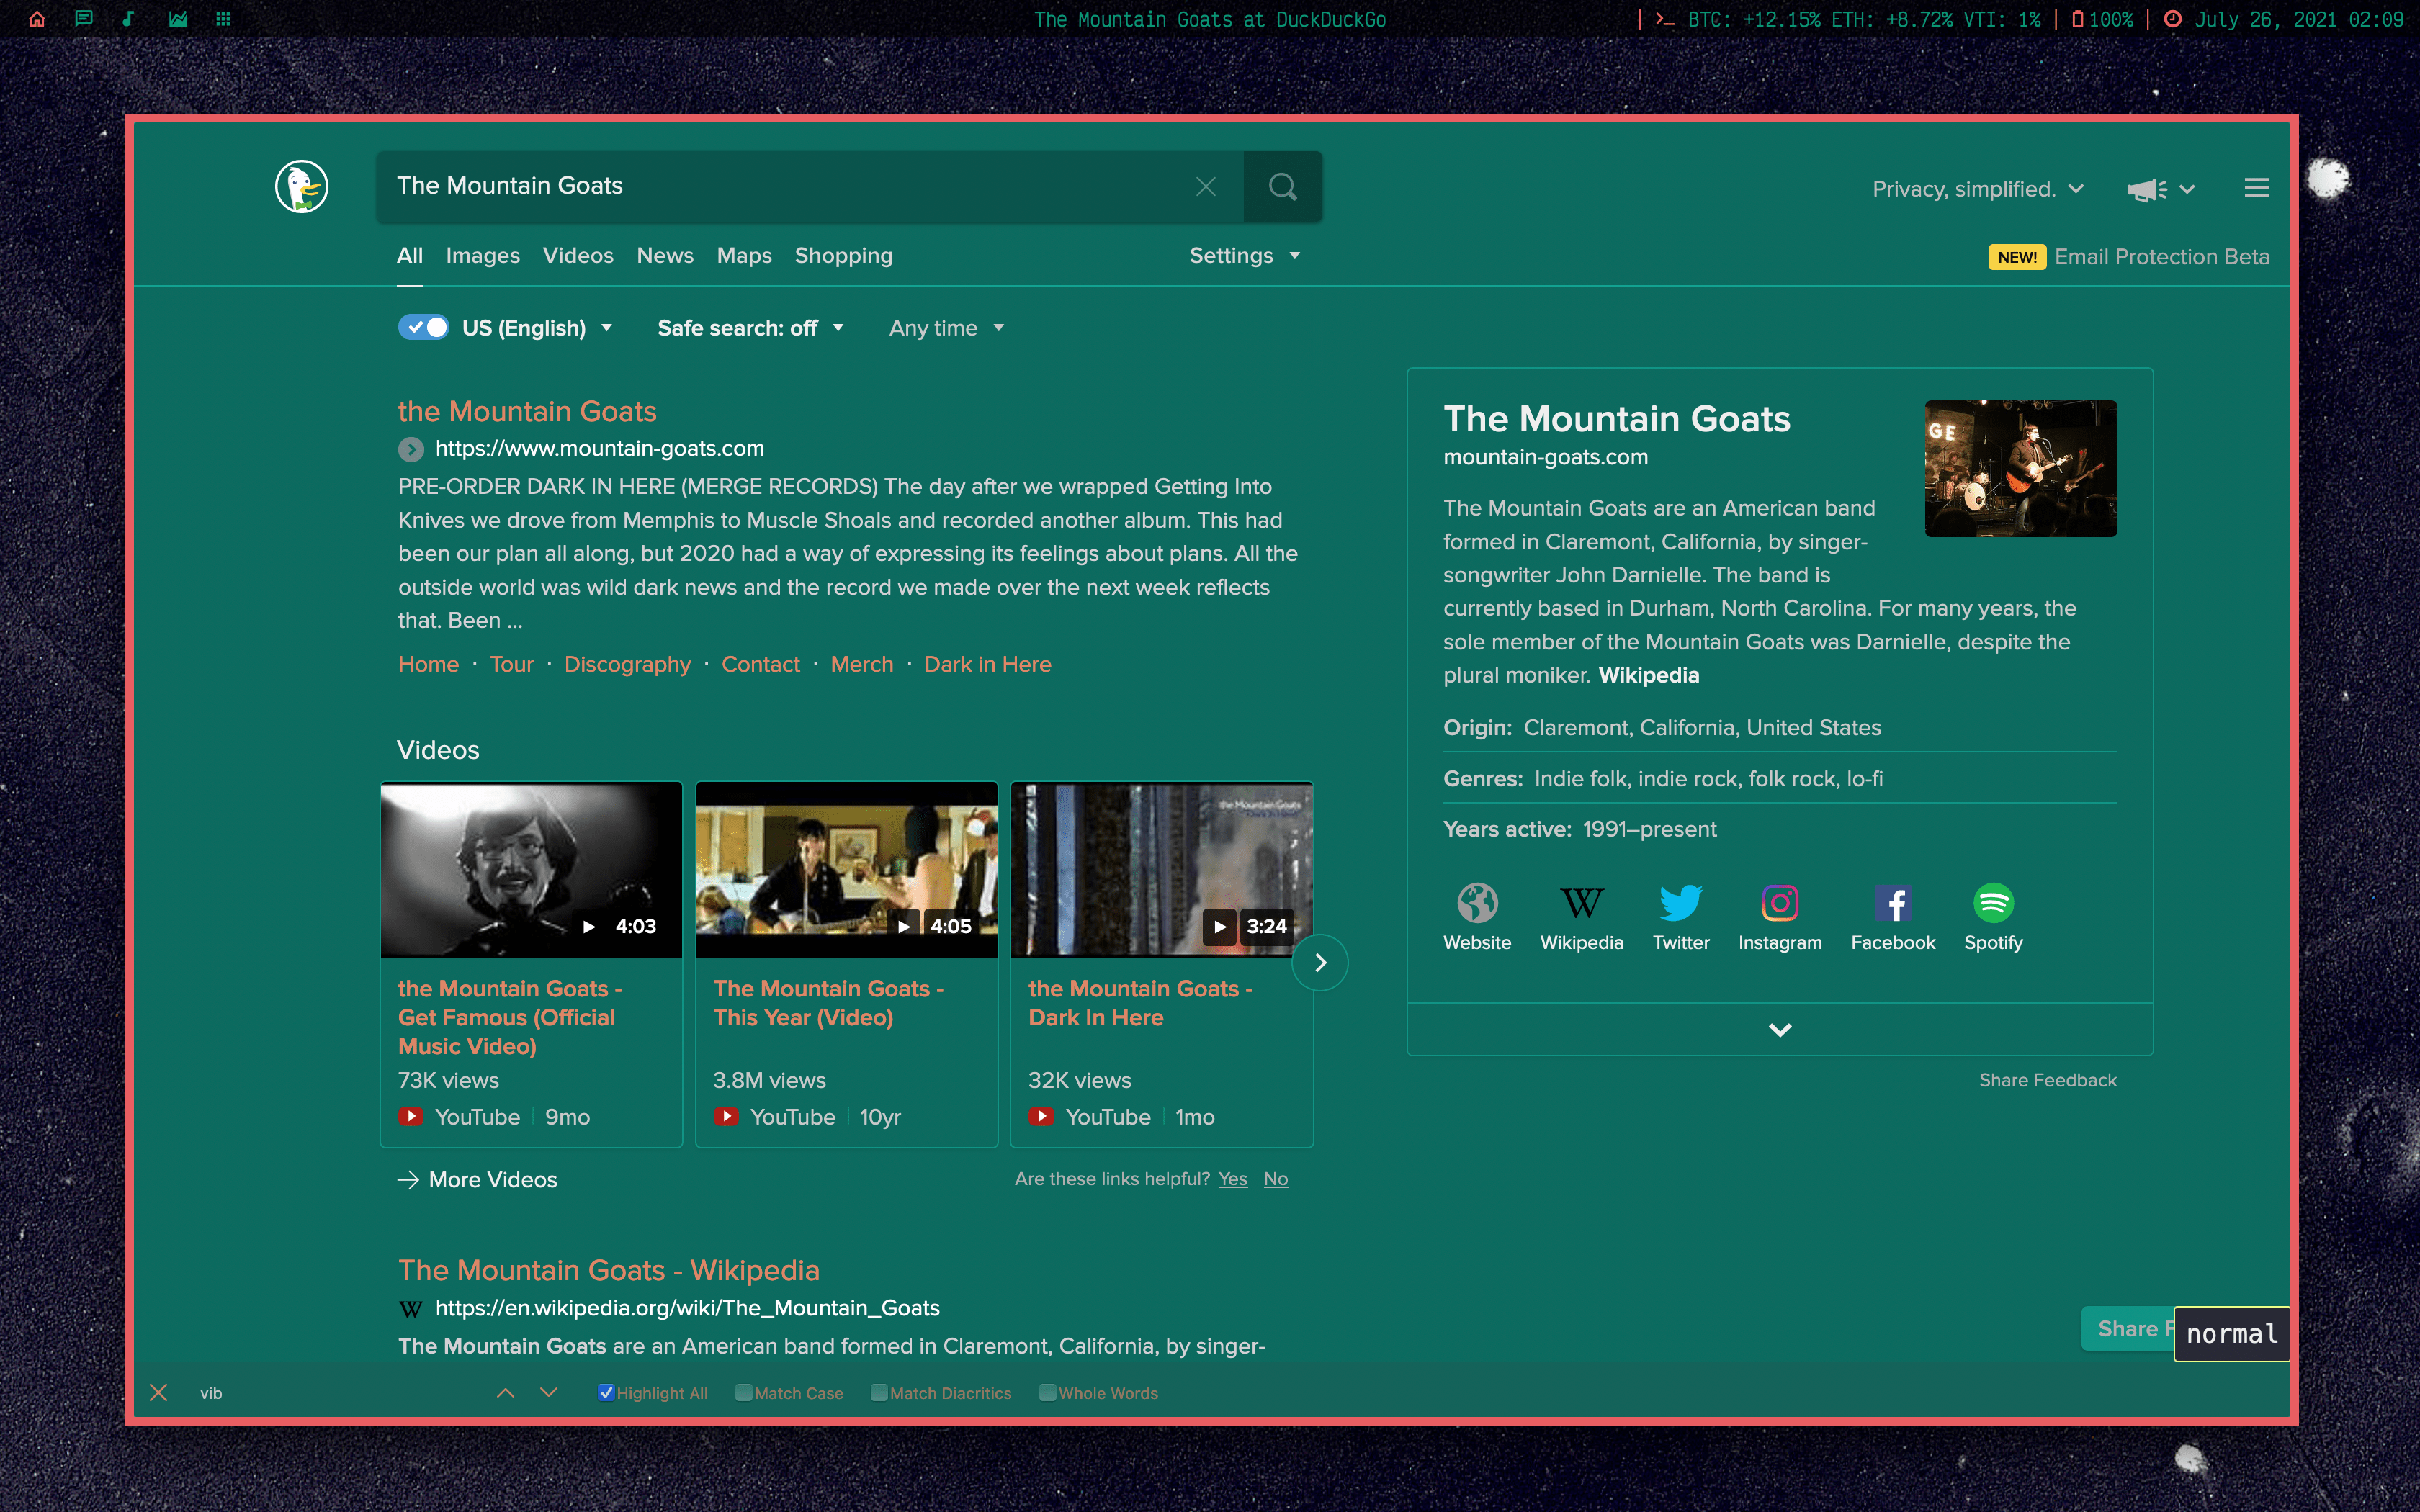 The Mountain Goats at DuckDuckGo
BTC: +12.15% ETH: +8.72% VTI: 1%
100%
July 26, 2021 02:09
The Mountain Goats
Privacy, simplified.
All
Images
Videos
News
Maps
Shopping
Settings
NEW!
Email Protection Beta
US (English)
Safe search: off
Any time
the Mountain Goats
https://www.mountain-goats.com
PRE-ORDER DARK IN HERE (MERGE RECORDS) The day after we wrapped Getting Into
Knives we drove from Memphis to Muscle Shoals and recorded another album. This had
been our plan all along, but 2020 had a way of expressing its feelings about plans. All the
outside world was wild dark news and the record we made over the next week reflects
that. Been ...
Home · Tour · Discography · Contact · Merch · Dark in Here
Videos
4:03
the Mountain Goats -
Get Famous (Official
Music Video)
73K views
YouTube
9mo
4:05
The Mountain Goats -
This Year (Video)
3.8M views
YouTube
10yr
the Mountain Goats
Dark In Here
3:24
the Mountain Goats -
Dark In Here
32K views
YouTube
1mo
More Videos
Are these links helpful? Yes No
The Mountain Goats - Wikipedia
W
https://en.wikipedia.org/wiki/The_Mountain_Goats
The Mountain Goats are an American band formed in Claremont, California, by singer-
The Mountain Goats
mountain-goats.com
GE
The Mountain Goats are an American band
formed in Claremont, California, by singer-
songwriter John Darnielle. The band is
currently based in Durham, North Carolina. For many years, the
sole member of the Mountain Goats was Darnielle, despite the
plural moniker. Wikipedia
Origin: Claremont, California, United States
Genres: Indie folk, indie rock, folk rock, lo-fi
Years active: 1991–present
W
f
Website
Wikipedia
Twitter
Instagram
Facebook
Spotify
Share Feedback
Share F
normal
vib
Highlight All
Match Case
Match Diacritics
Whole Words